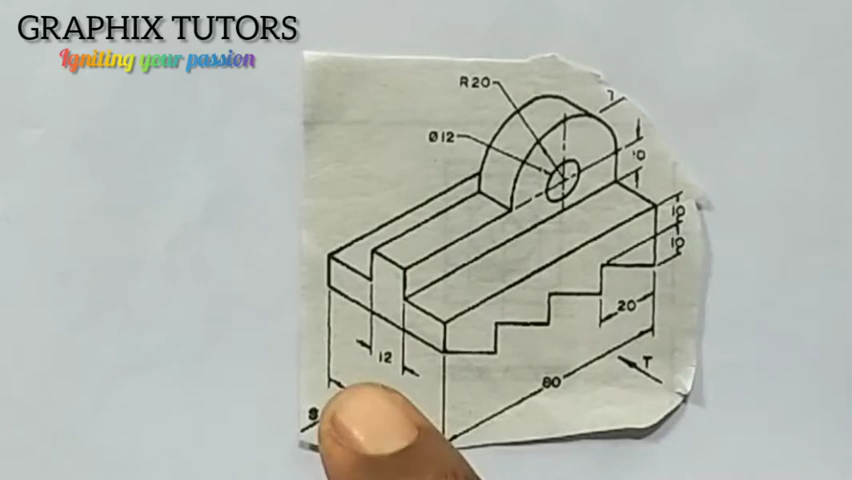 GRAPHIX TUTORS
Igniting your passion
R20
Ø12
7
10
10
10
20
12
80
T
S